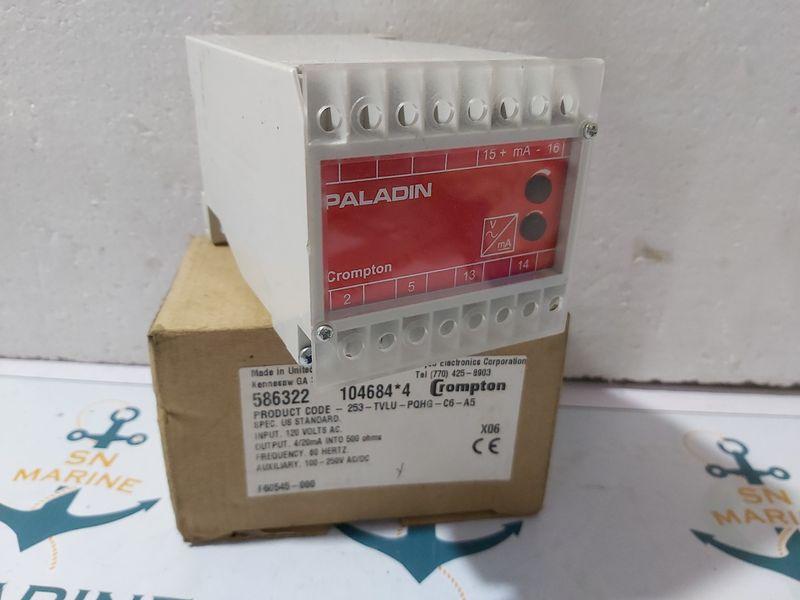 15 + mA - 16
PALADIN
V
mA
Crompton
2 5 13 14
Made in United
Electronics Corporation
Kennesaw GA
Tel (770) 425-8903
586322 104684*4 Crompton
PRODUCT CODE - 253-TVLU-PQHG-C6-A5
SPEC. US STANDARD.
INPUT. 120 VOLTS AC. X06
OUTPUT. 4/20mA INTO 500 ohms CE
FREQUENCY. 60 HERTZ.
AUXILIARY. 100-250V AC/DC
F60545-000
SN
MARINE
SN
MARINE
MARINE